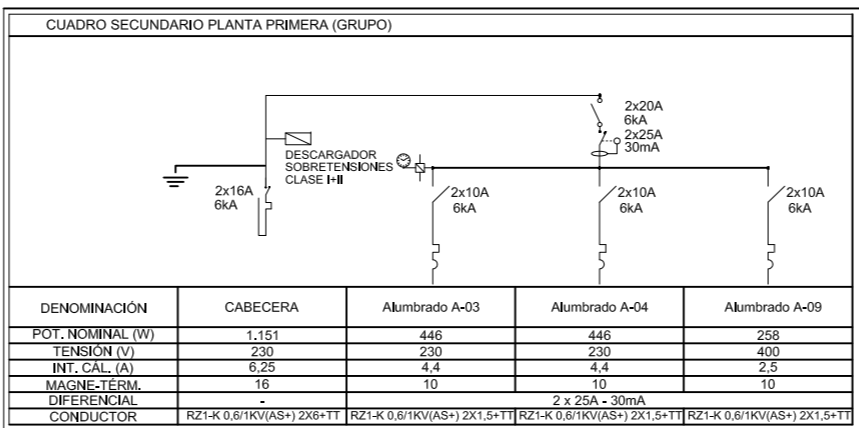 CUADRO SECUNDARIO PLANTA PRIMERA (GRUPO)
2x20A
6kA
2x25A
30mA
DESCARGADOR
SOBRETENSIONES
CLASE I+II
2x16A
6kA
2x10A
6kA
2x10A
6kA
2x10A
6kA
DENOMINACIÓN CABECERA Alumbrado A-03 Alumbrado A-04 Alumbrado A-09
POT. NOMINAL (W) 1.151 446 446 258
TENSIÓN (V) 230 230 230 400
INT. CÁL. (A) 6,25 4,4 4,4 2,5
MAGNE-TÉRM. 16 10 10 10
DIFERENCIAL - 2 x 25A - 30mA
CONDUCTOR RZ1-K 0,6/1KV(AS+) 2X6+TT RZ1-K 0,6/1KV(AS+) 2X1,5+TT RZ1-K 0,6/1KV(AS+) 2X1,5+TT RZ1-K 0,6/1KV(AS+) 2X1,5+TT